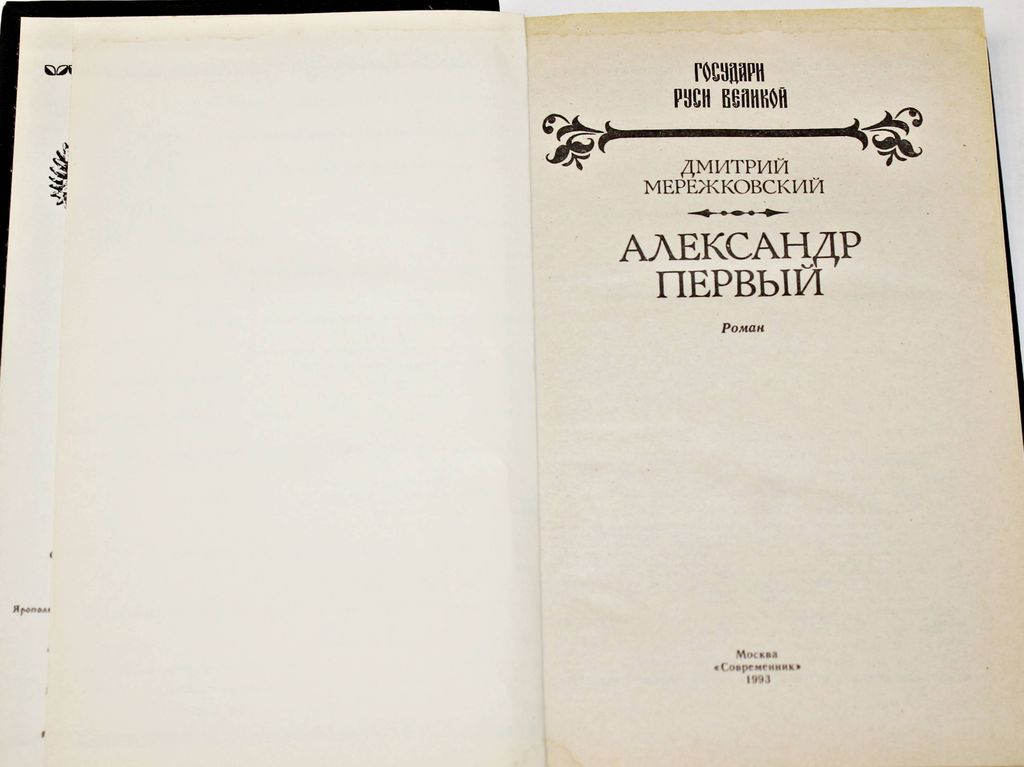 ГОСУДАРИ
РУСИ ВЕЛИКОЙ
ДМИТРИЙ
МЕРЕЖКОВСКИЙ
АЛЕКСАНДР
ПЕРВЫЙ
Роман
Москва
«Современник»
1993